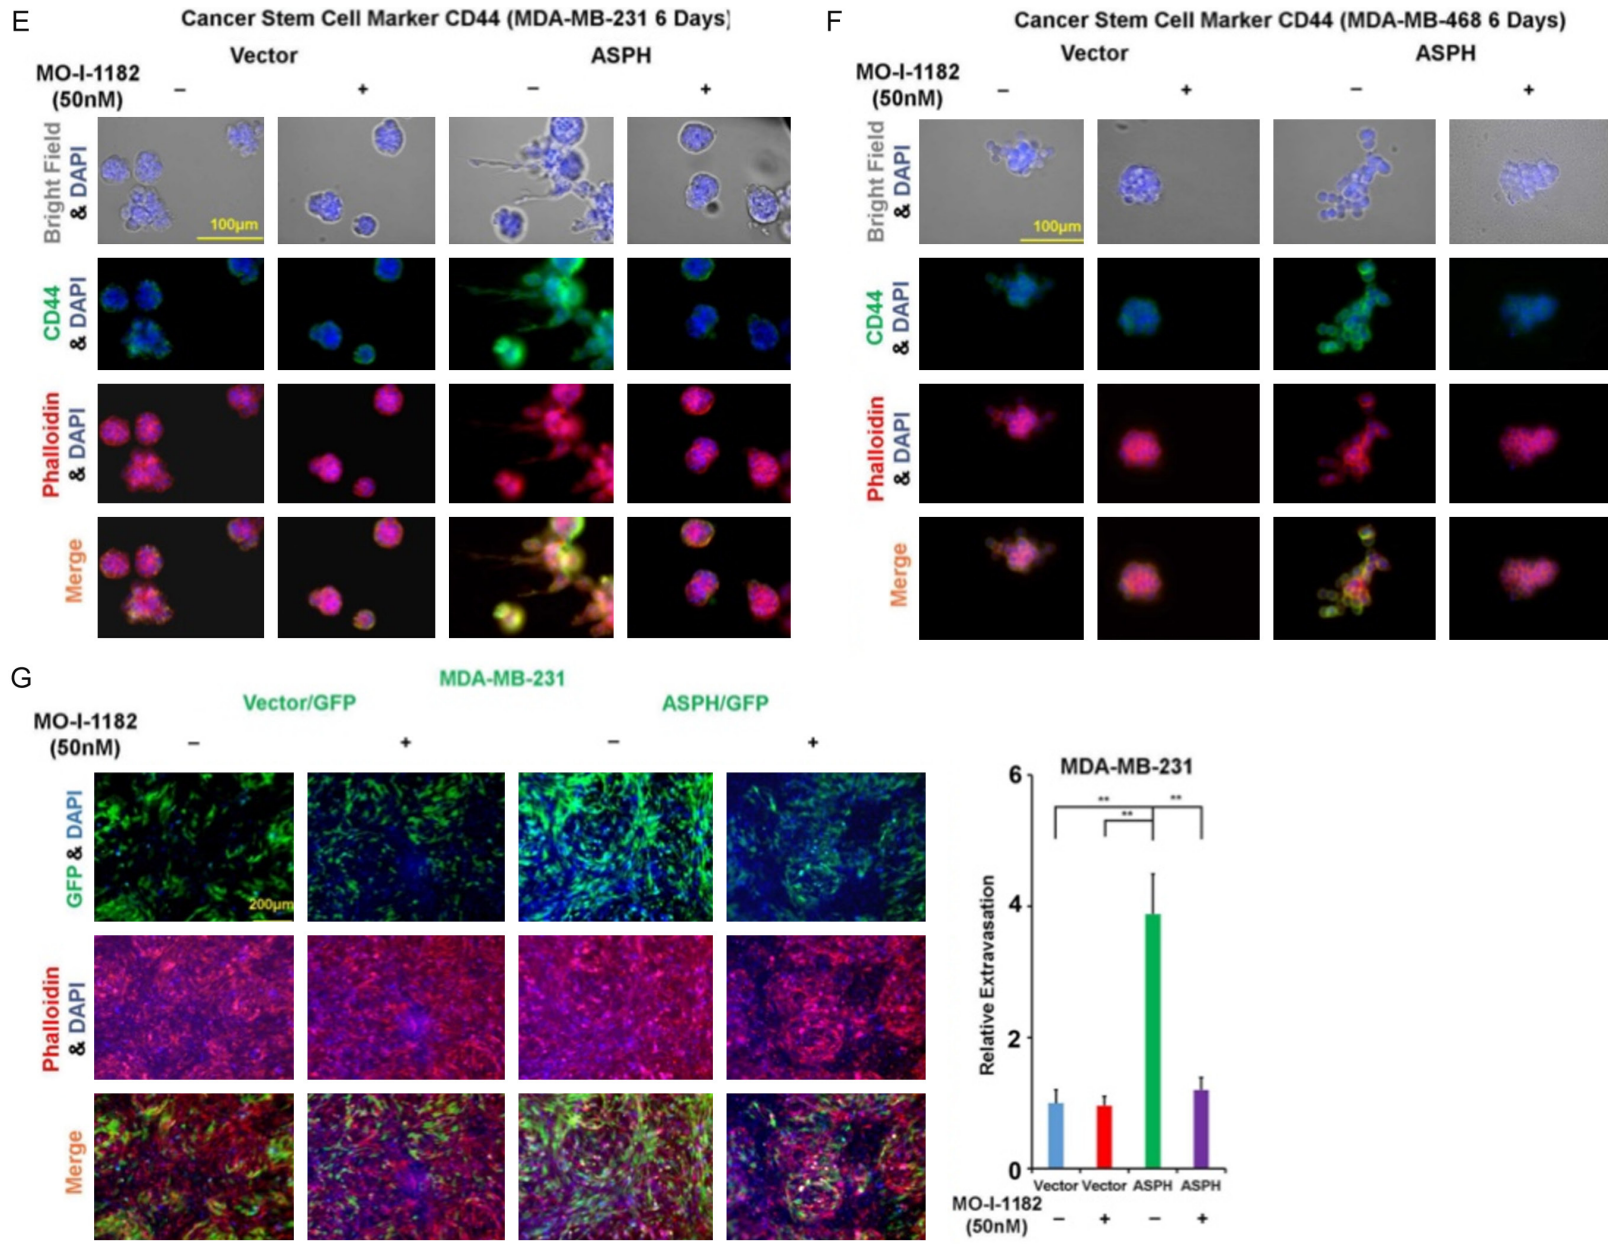 E
Cancer Stem Cell Marker CD44 (MDA-MB-231 6 Days)
Vector
ASPH
MO-I-1182
(50nM)
− + − +
Bright Field
& DAPI
100µm
CD44
& DAPI
Phalloidin
& DAPI
Merge
F
Cancer Stem Cell Marker CD44 (MDA-MB-468 6 Days)
Vector
ASPH
MO-I-1182
(50nM)
− + − +
Bright Field
& DAPI
100µm
CD44
& DAPI
Phalloidin
& DAPI
Merge
G
MDA-MB-231
Vector/GFP
ASPH/GFP
MO-I-1182
(50nM)
− + − +
GFP & DAPI
200µm
Phalloidin
& DAPI
Merge
MDA-MB-231
Relative Extravasation
6
4
2
0
** **
**
Vector Vector ASPH ASPH
MO-I-1182
(50nM)
− + − +